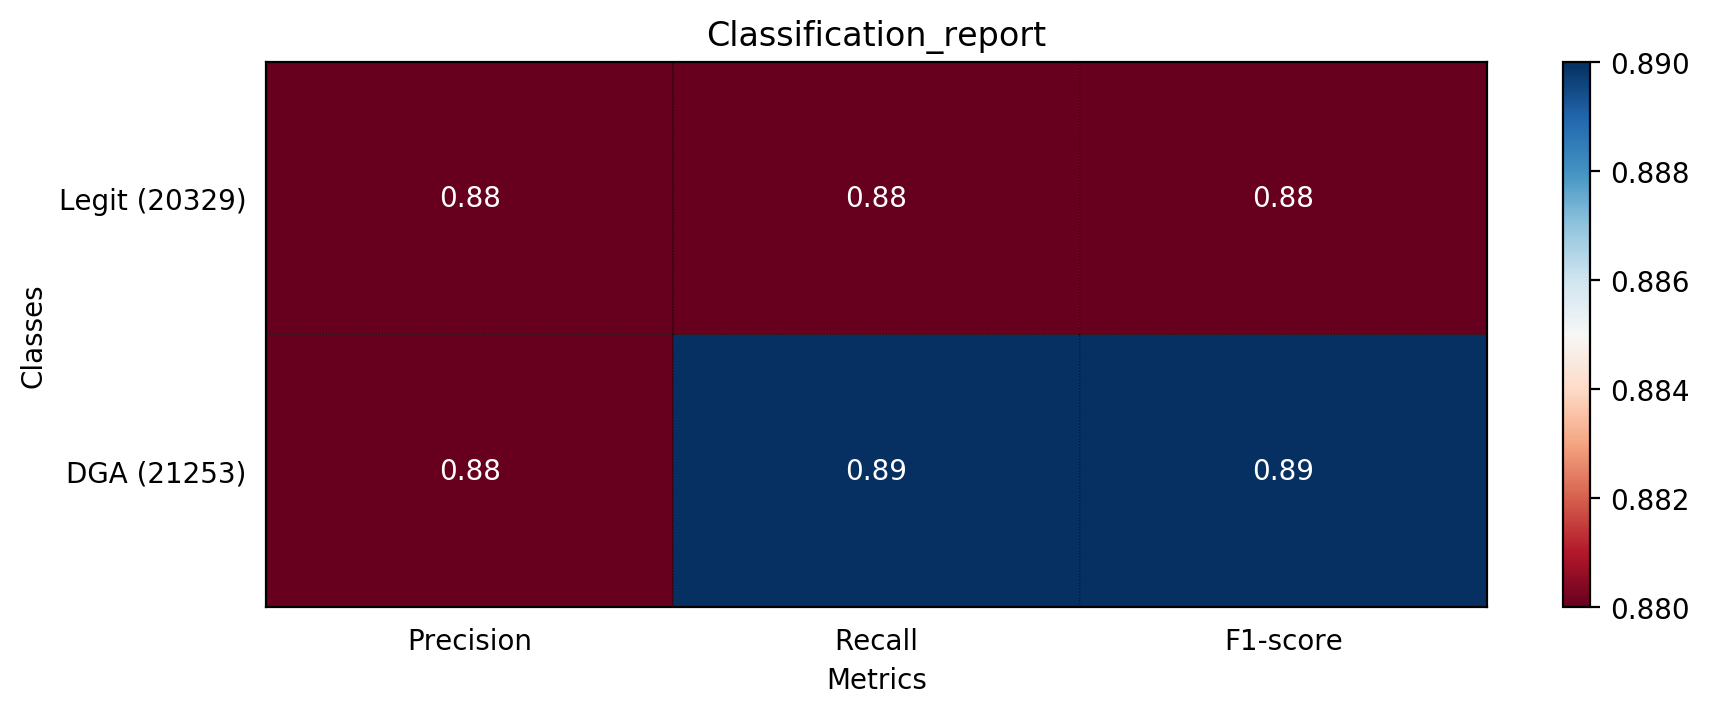 Classification_report
Classes
Legit (20329)
0.88 0.88 0.88
DGA (21253)
0.88 0.89 0.89
Precision Recall F1-score
Metrics
0.890
0.888
0.886
0.884
0.882
0.880